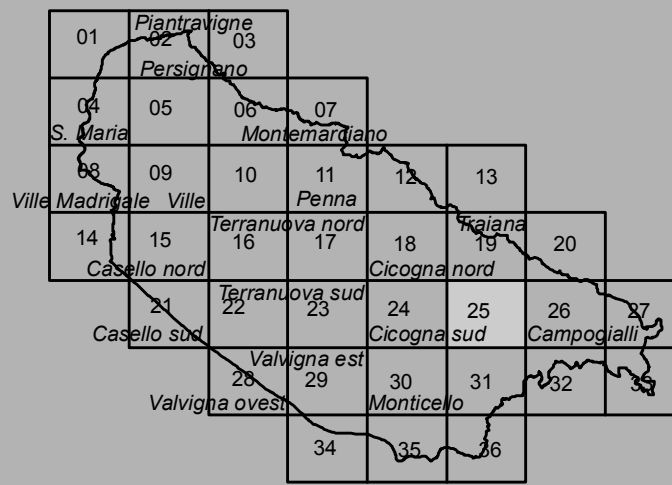 Piantravigne
01 02 03
Persignano
04 05 06 07
S. Maria Montemarciano
08 09 10 11 12 13
Ville Madrigale Ville Penna
Terranuova nord Traiana
14 15 16 17 18 19 20
Casello nord Cicogna nord
Terranuova sud
21 22 23 24 25 26 27
Casello sud Cicogna sud Campogialli
Valvigna est
28 29 30 31 32 33
Valvigna ovest Monticello
34 35 36